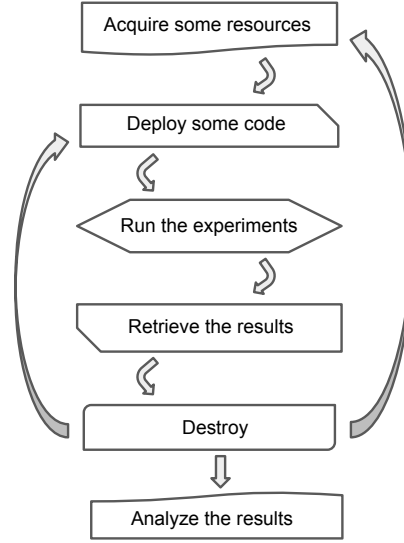 Acquire some resources
Deploy some code
Run the experiments
Retrieve the results
Destroy
Analyze the results